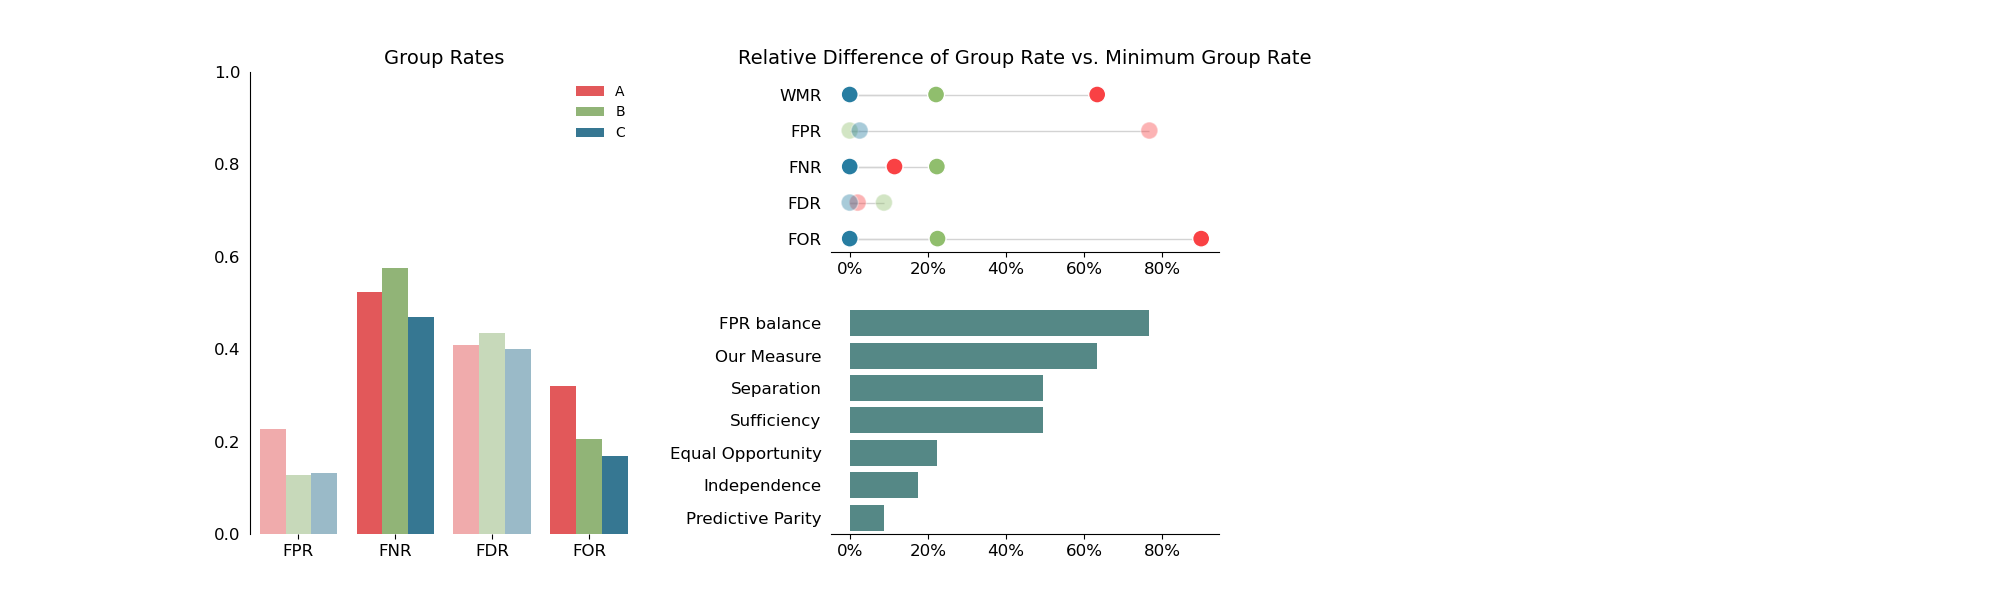 Group Rates
1.0
0.8
0.6
0.4
0.2
0.0
A
B
C
FPR FNR FDR FOR
Relative Difference of Group Rate vs. Minimum Group Rate
WMR
FPR
FNR
FDR
FOR
0% 20% 40% 60% 80%
FPR balance
Our Measure
Separation
Sufficiency
Equal Opportunity
Independence
Predictive Parity
0% 20% 40% 60% 80%